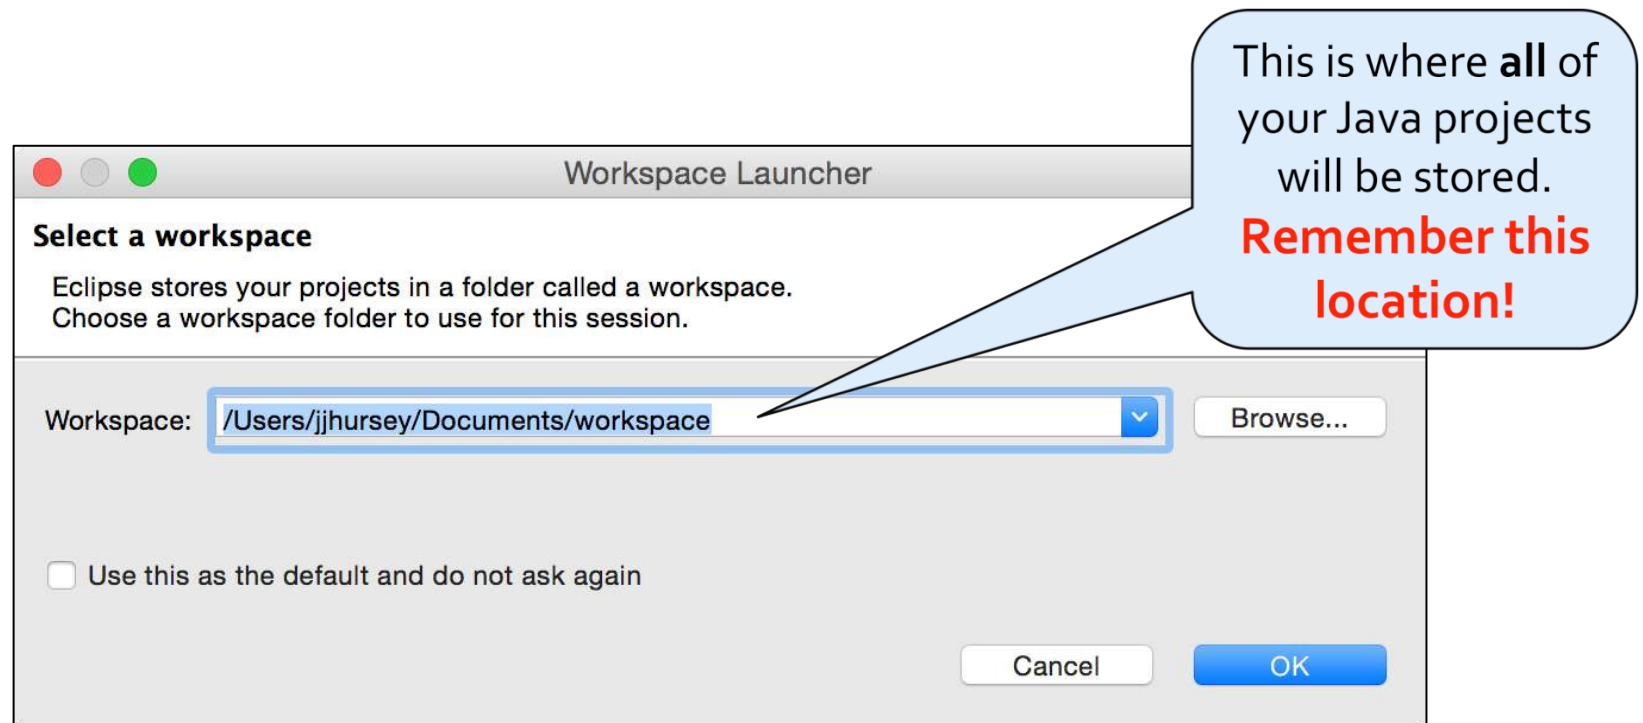 This is where all of
your Java projects
will be stored.
Remember this
location!
Workspace Launcher
Select a workspace
Eclipse stores your projects in a folder called a workspace.
Choose a workspace folder to use for this session.
Workspace: /Users/jjhursey/Documents/workspace Browse...
Use this as the default and do not ask again
Cancel OK